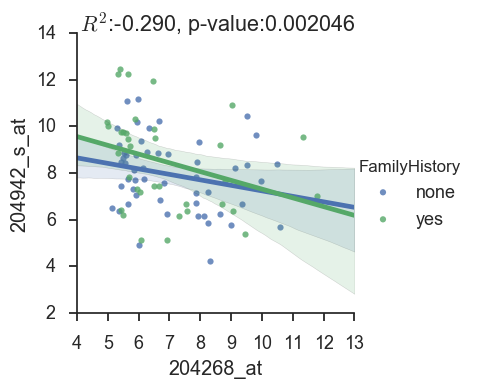 R²:-0.290, p-value:0.002046
14
12
10
8
6
4
2
204942_s_at
4 5 6 7 8 9 10 11 12 13
204268_at
FamilyHistory
none
yes